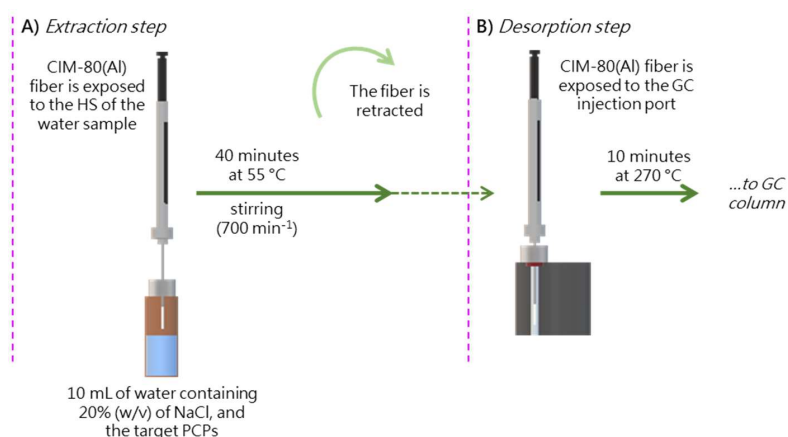 A) Extraction step
CIM-80(Al)
fiber is exposed
to the HS of the
water sample
40 minutes
at 55 °C
stirring
(700 min⁻¹)
10 mL of water containing
20% (w/v) of NaCl, and
the target PCPs
The fiber is
retracted
B) Desorption step
CIM-80(Al) fiber is
exposed to the GC
injection port
10 minutes
at 270 °C
...to GC
column